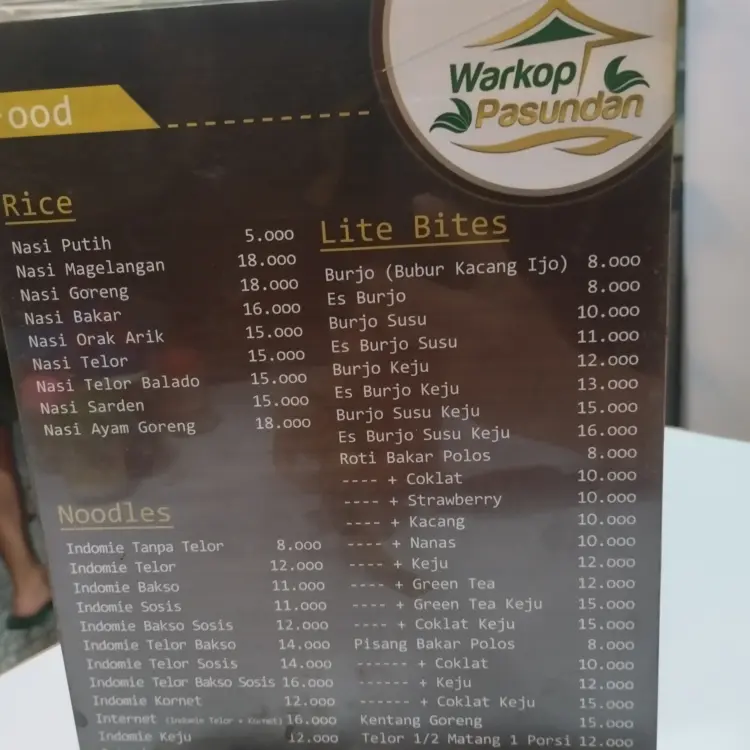 Warkop
Pasundan
ood
Rice
Nasi Putih 5.000
Nasi Magelangan 18.000
Nasi Goreng 18.000
Nasi Bakar 16.000
Nasi Orak Arik 15.000
Nasi Telor 15.000
Nasi Telor Balado 15.000
Nasi Sarden 15.000
Nasi Ayam Goreng 18.000
Noodles
Indomie Tanpa Telor 8.000
Indomie Telor 12.000
Indomie Bakso 11.000
Indomie Sosis 11.000
Indomie Bakso Sosis 12.000
Indomie Telor Bakso 14.000
Indomie Telor Sosis 14.000
Indomie Telor Bakso Sosis 16.000
Indomie Kornet 12.000
Internet (Indomie Telor + Kornet) 16.000
Indomie Keju 12.000
Lite Bites
Burjo (Bubur Kacang Ijo) 8.000
Es Burjo 8.000
Burjo Susu 10.000
Es Burjo Susu 11.000
Burjo Keju 12.000
Es Burjo Keju 13.000
Burjo Susu Keju 15.000
Es Burjo Susu Keju 16.000
Roti Bakar Polos 8.000
---- + Coklat 10.000
---- + Strawberry 10.000
---- + Kacang 10.000
---- + Nanas 10.000
---- + Keju 12.000
---- + Green Tea 12.000
---- + Green Tea Keju 15.000
---- + Coklat Keju 15.000
Pisang Bakar Polos 8.000
------ + Coklat 10.000
------ + Keju 12.000
------ + Coklat Keju 15.000
Kentang Goreng 15.000
Telor 1/2 Matang 1 Porsi 12.000